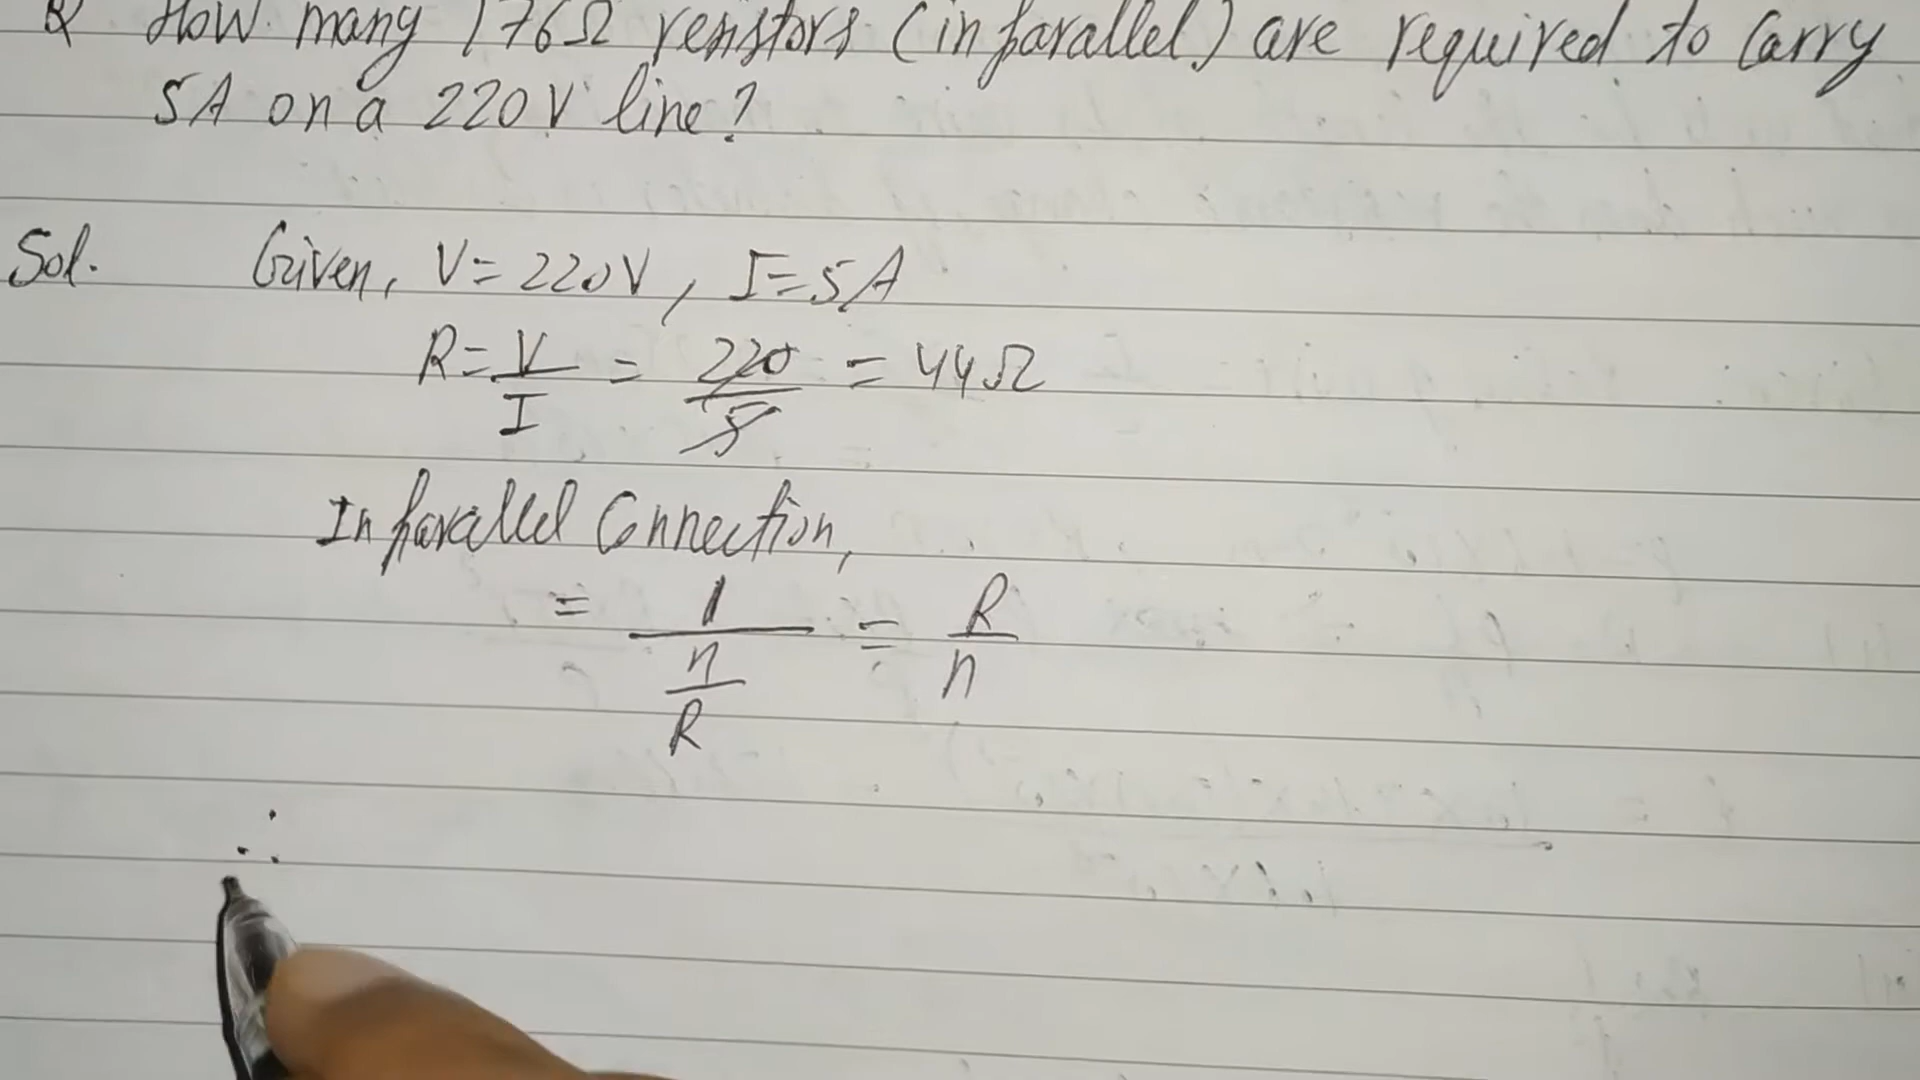 Q How many 176Ω resistors (in parallel) are required to carry
5A on a 220V line?
Sol. Given, V=220V, I=5A
R=V/I = 220/5 = 44Ω
In parallel Connection,
= 1/(n/R) = R/n
∴